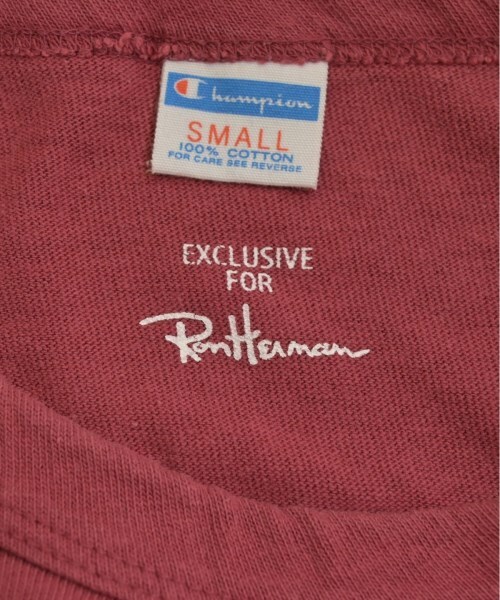 Champion
SMALL
100% COTTON
FOR CARE SEE REVERSE
EXCLUSIVE
FOR
Ron Herman